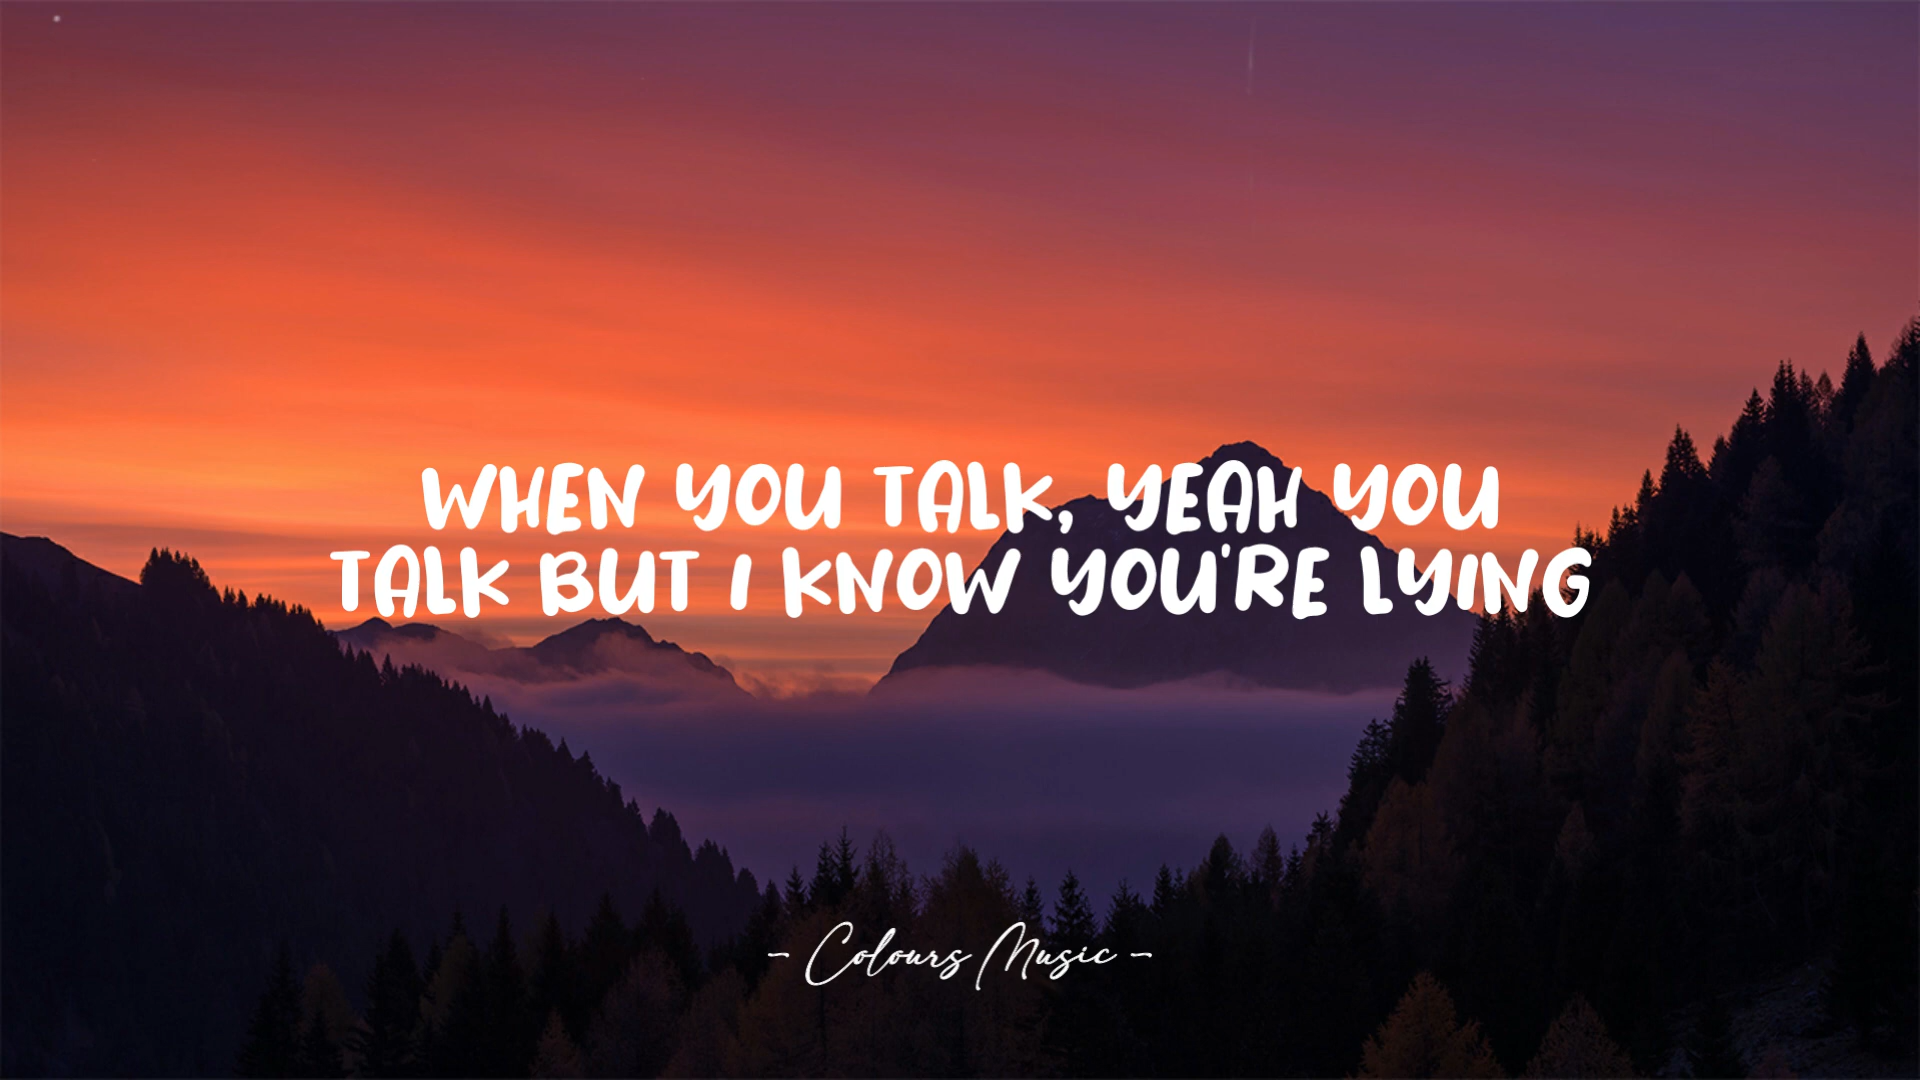 WHEN YOU TALK, YEAH YOU
TALK BUT I KNOW YOU'RE LYING
- Colours Music -